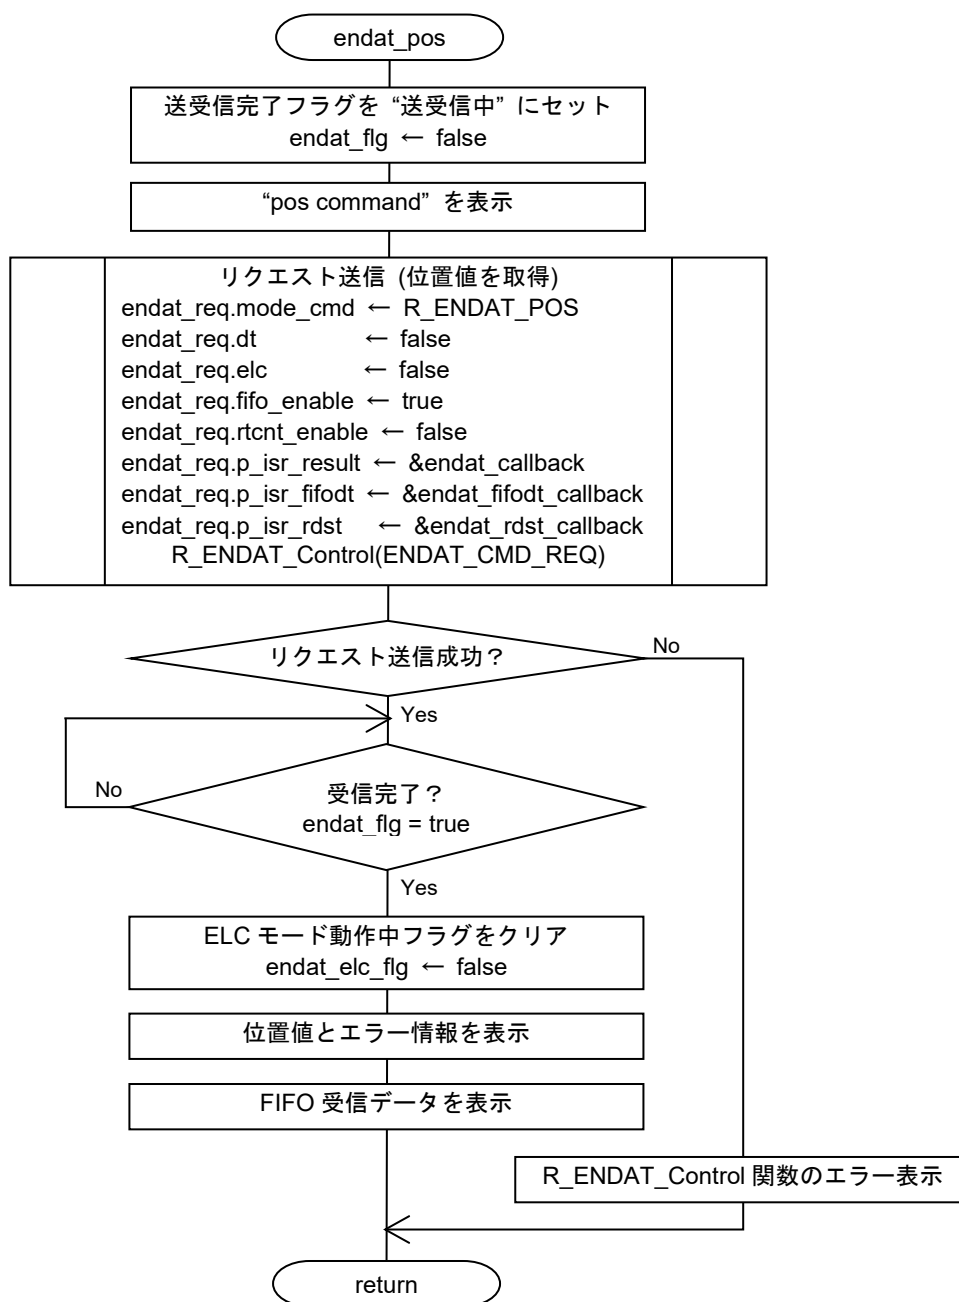 endat_pos
送受信完了フラグを “送受信中” にセット
endat_flg ← false
“pos command” を表示
リクエスト送信 (位置値を取得)
endat_req.mode_cmd ← R_ENDAT_POS
endat_req.dt ← false
endat_req.elc ← false
endat_req.fifo_enable ← true
endat_req.rtcnt_enable ← false
endat_req.p_isr_result ← &endat_callback
endat_req.p_isr_fifodt ← &endat_fifodt_callback
endat_req.p_isr_rdst ← &endat_rdst_callback
R_ENDAT_Control(ENDAT_CMD_REQ)
リクエスト送信成功？
No
Yes
受信完了？
endat_flg = true
No
Yes
ELC モード動作中フラグをクリア
endat_elc_flg ← false
位置値とエラー情報を表示
FIFO 受信データを表示
R_ENDAT_Control 関数のエラー表示
return